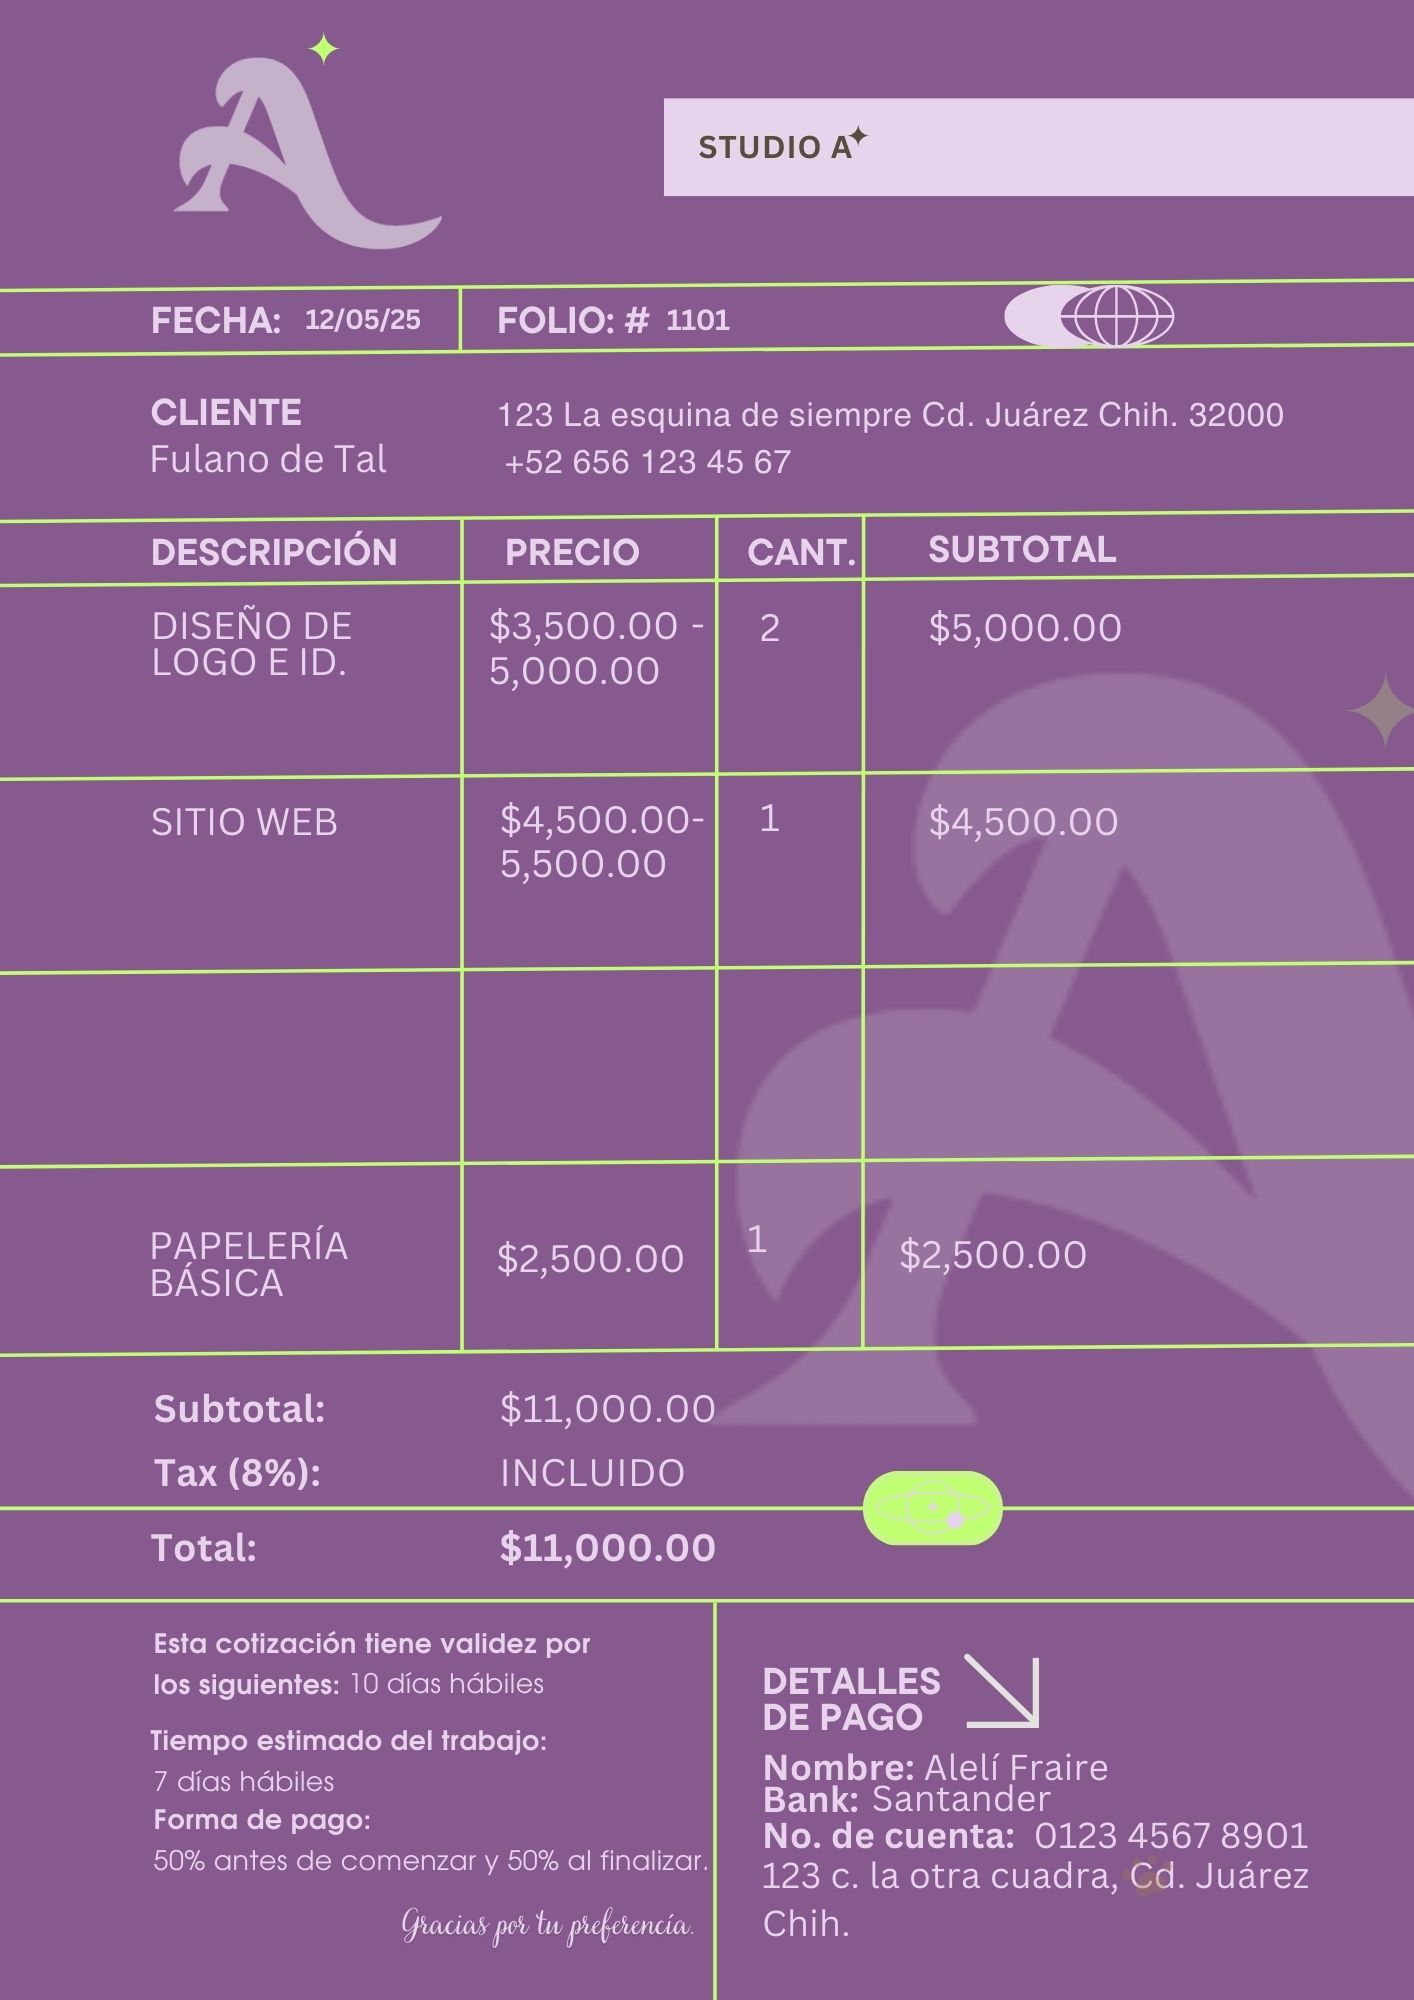 A
STUDIO A
FECHA: 12/05/25 FOLIO: # 1101
CLIENTE 123 La esquina de siempre Cd. Juárez Chih. 32000
Fulano de Tal +52 656 123 45 67
DESCRIPCIÓN PRECIO CANT. SUBTOTAL
DISEÑO DE $3,500.00 - 2 $5,000.00
LOGO E ID. 5,000.00
SITIO WEB $4,500.00- 1 $4,500.00
5,500.00
PAPELERÍA $2,500.00 1 $2,500.00
BÁSICA
Subtotal: $11,000.00
Tax (8%): INCLUIDO
Total: $11,000.00
Esta cotización tiene validez por
los siguientes: 10 días hábiles
Tiempo estimado del trabajo:
7 días hábiles
Forma de pago:
50% antes de comenzar y 50% al finalizar.
Gracias por tu preferencía.
DETALLES
DE PAGO
Nombre: Alelí Fraire
Bank: Santander
No. de cuenta: 0123 4567 8901
123 c. la otra cuadra, Cd. Juárez
Chih.